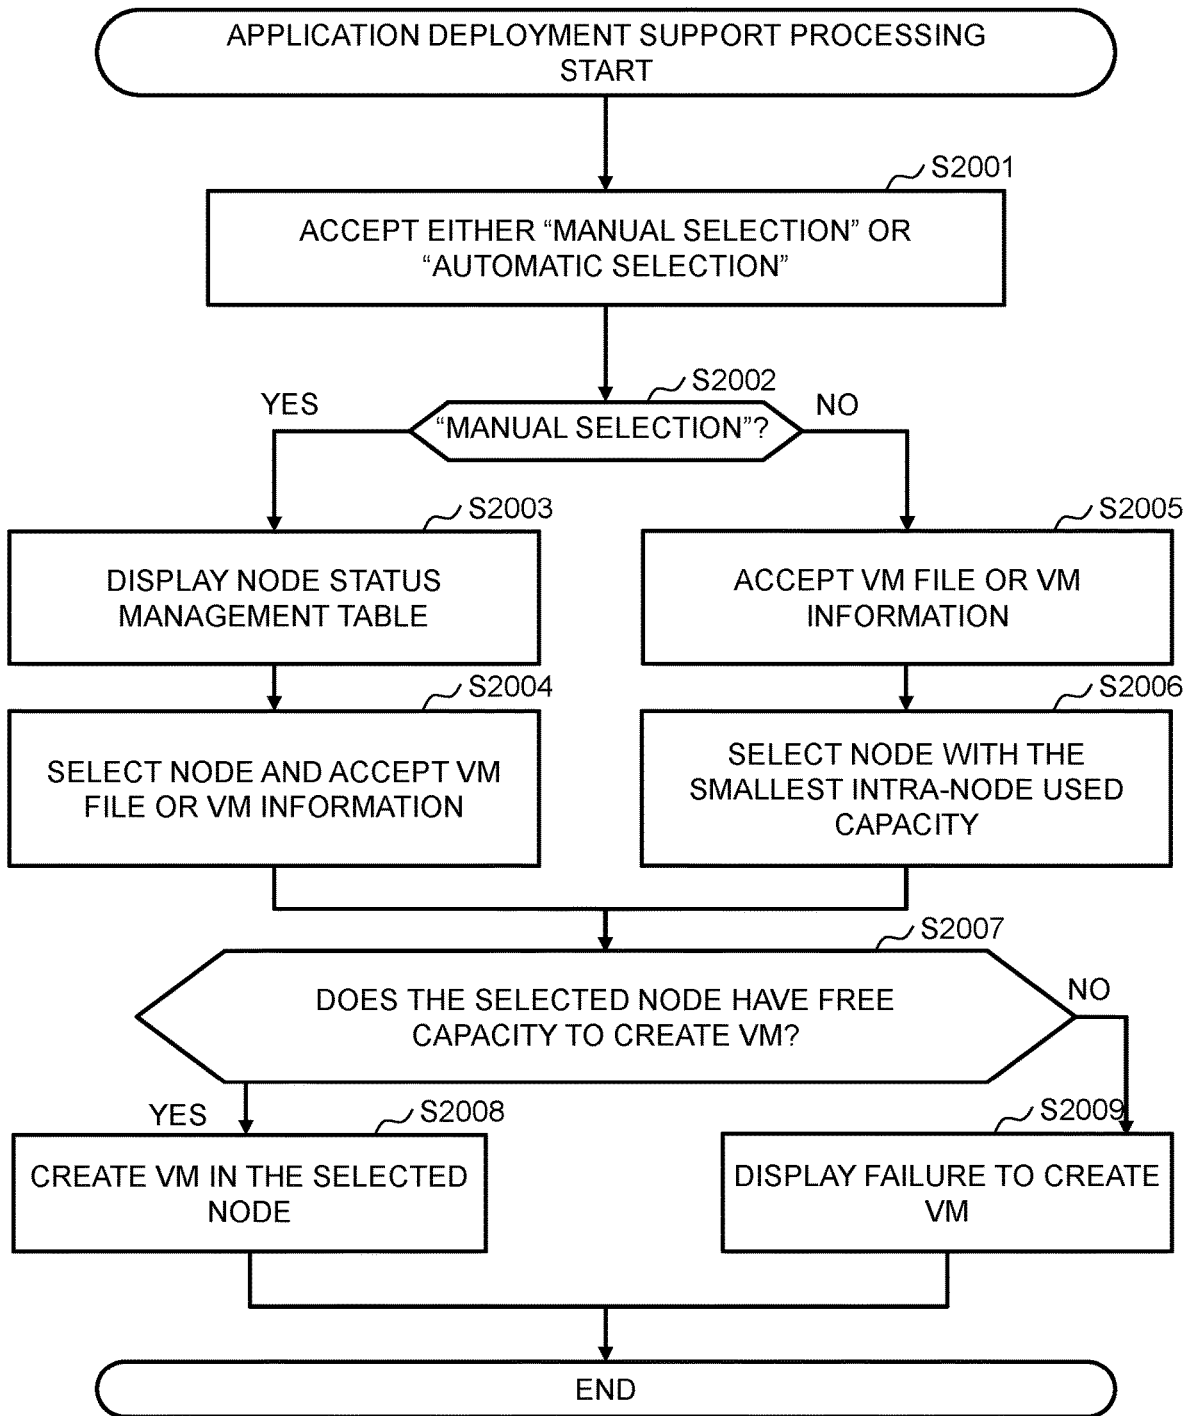 APPLICATION DEPLOYMENT SUPPORT PROCESSING
START
S2001
ACCEPT EITHER “MANUAL SELECTION” OR
“AUTOMATIC SELECTION”
S2002
YES
NO
“MANUAL SELECTION”?
S2003
DISPLAY NODE STATUS
MANAGEMENT TABLE
S2005
ACCEPT VM FILE OR VM
INFORMATION
S2004
SELECT NODE AND ACCEPT VM
FILE OR VM INFORMATION
S2006
SELECT NODE WITH THE
SMALLEST INTRA-NODE USED
CAPACITY
S2007
DOES THE SELECTED NODE HAVE FREE
CAPACITY TO CREATE VM?
NO
YES
S2008
CREATE VM IN THE SELECTED
NODE
S2009
DISPLAY FAILURE TO CREATE
VM
END